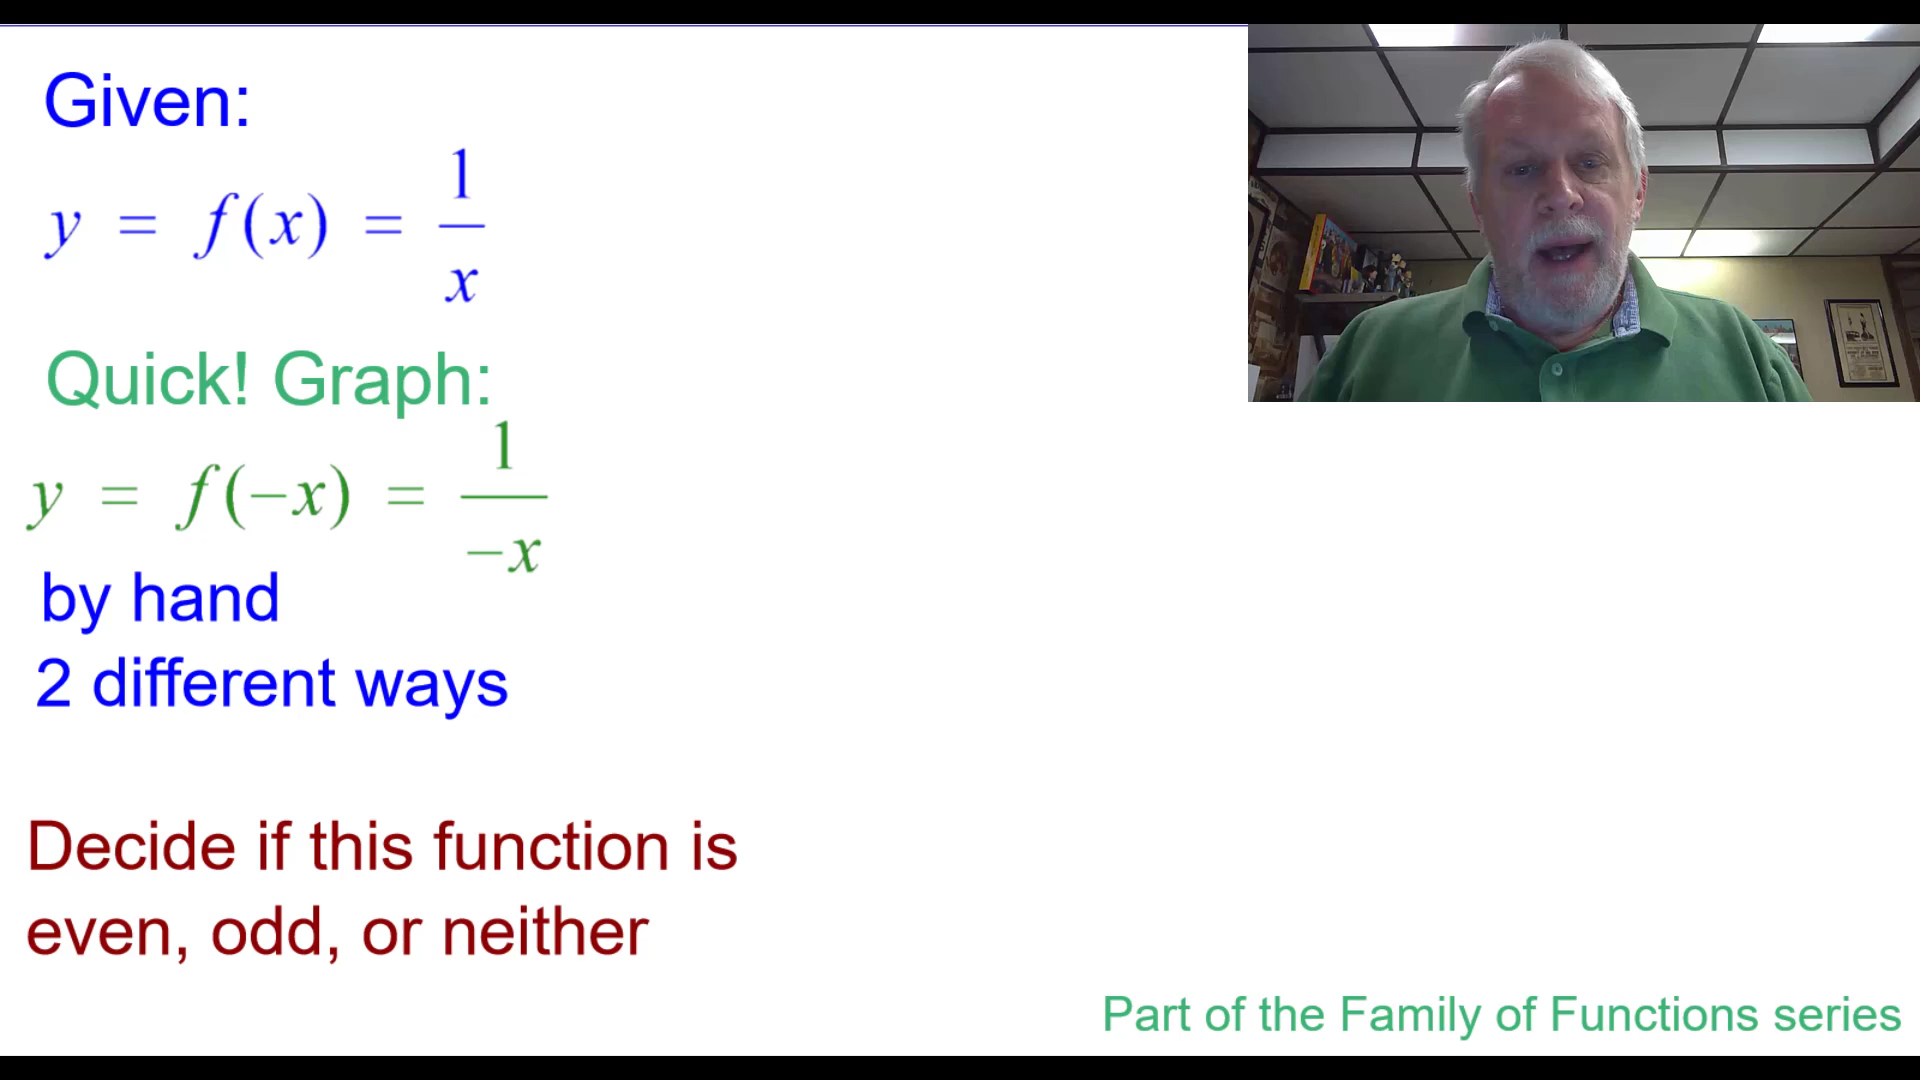 Given:
y = f(x) = 1/x
Quick! Graph:
y = f(−x) = 1/−x
by hand
2 different ways
Decide if this function is
even, odd, or neither
Part of the Family of Functions series